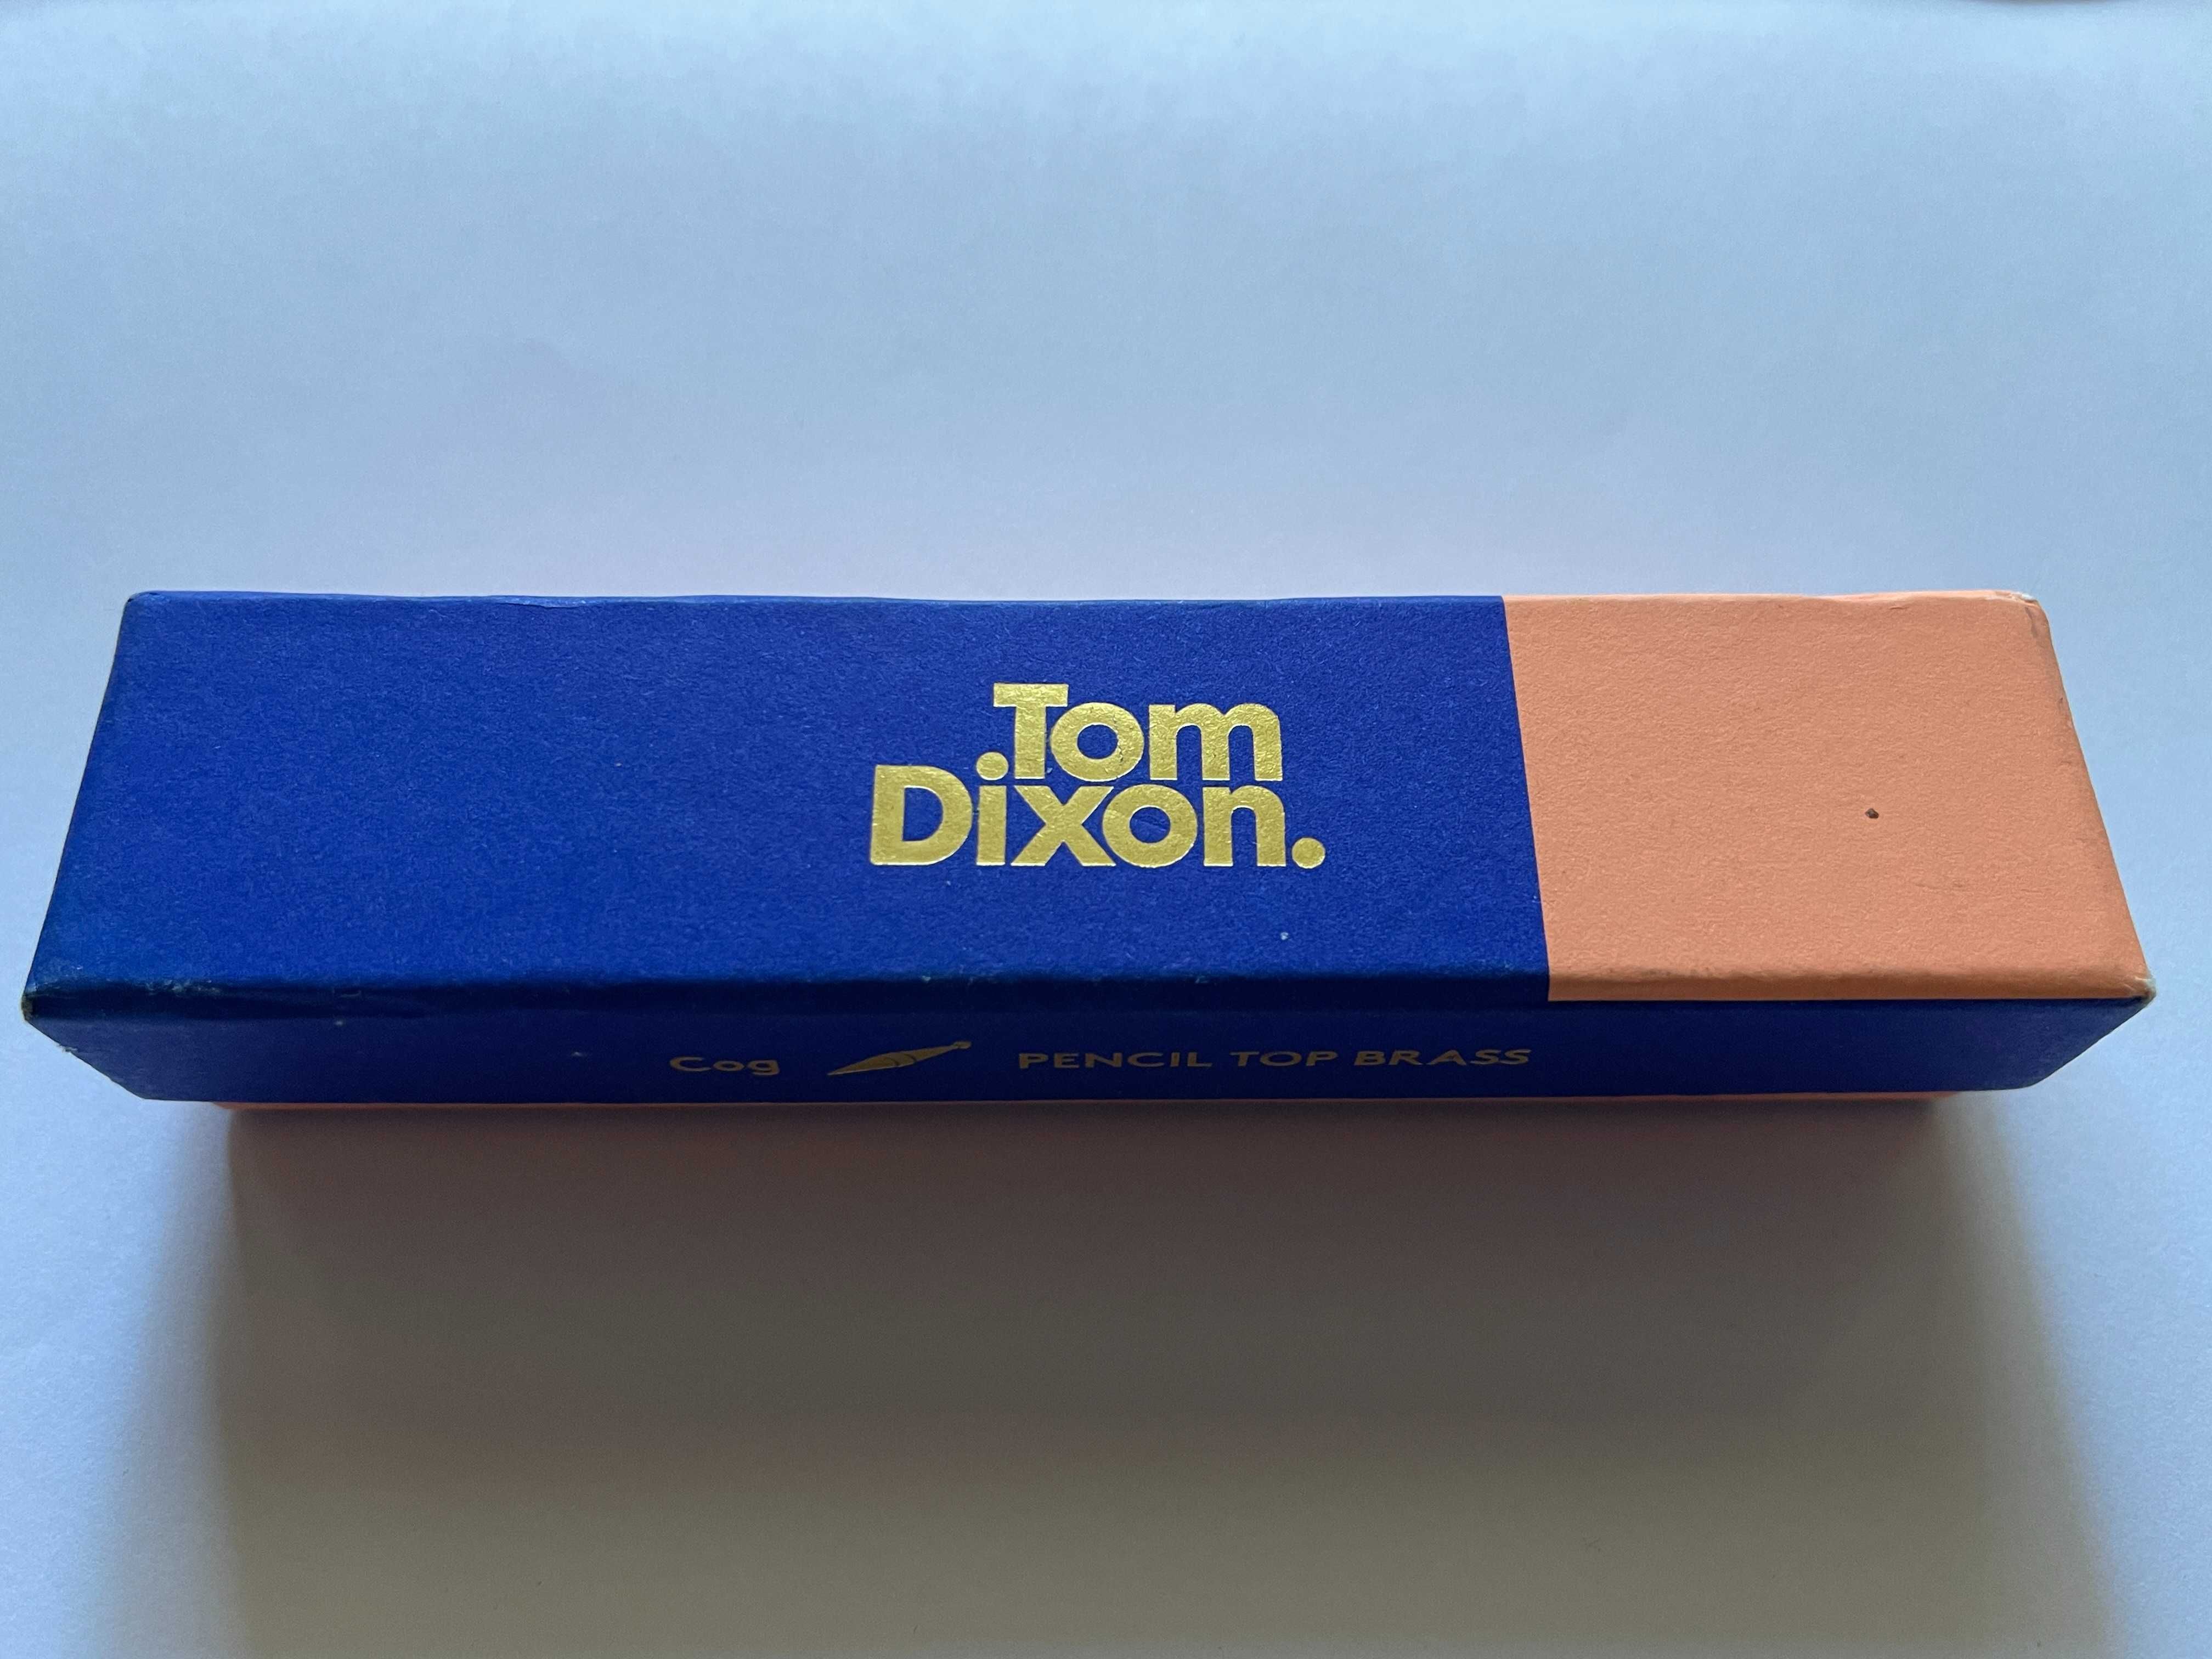 Tom
Dixon.
Cog PENCIL TOP BRASS